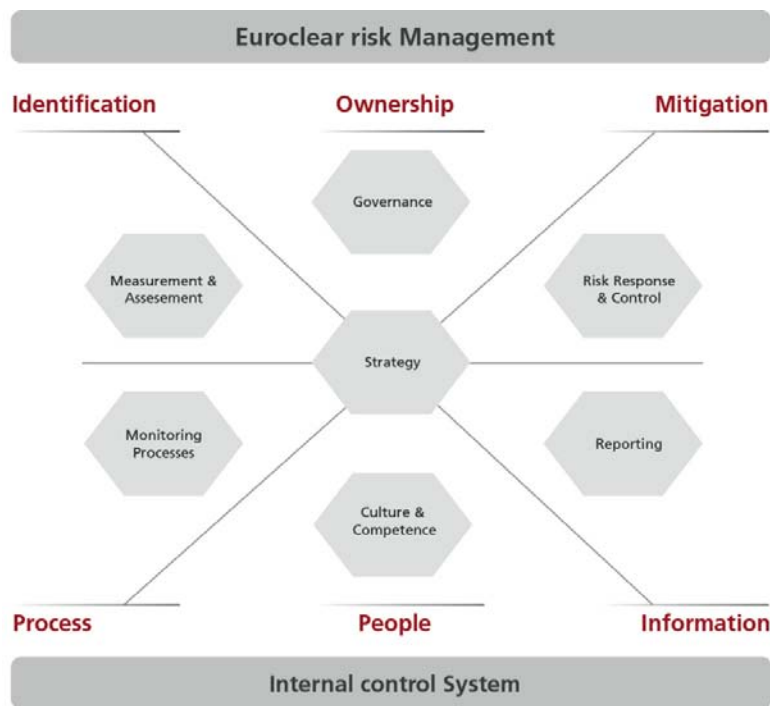 Euroclear risk Management
Identification
Ownership
Mitigation
Governance
Measurement &
Assesement
Risk Response
& Control
Strategy
Monitoring
Processes
Reporting
Culture &
Competence
Process
People
Information
Internal control System